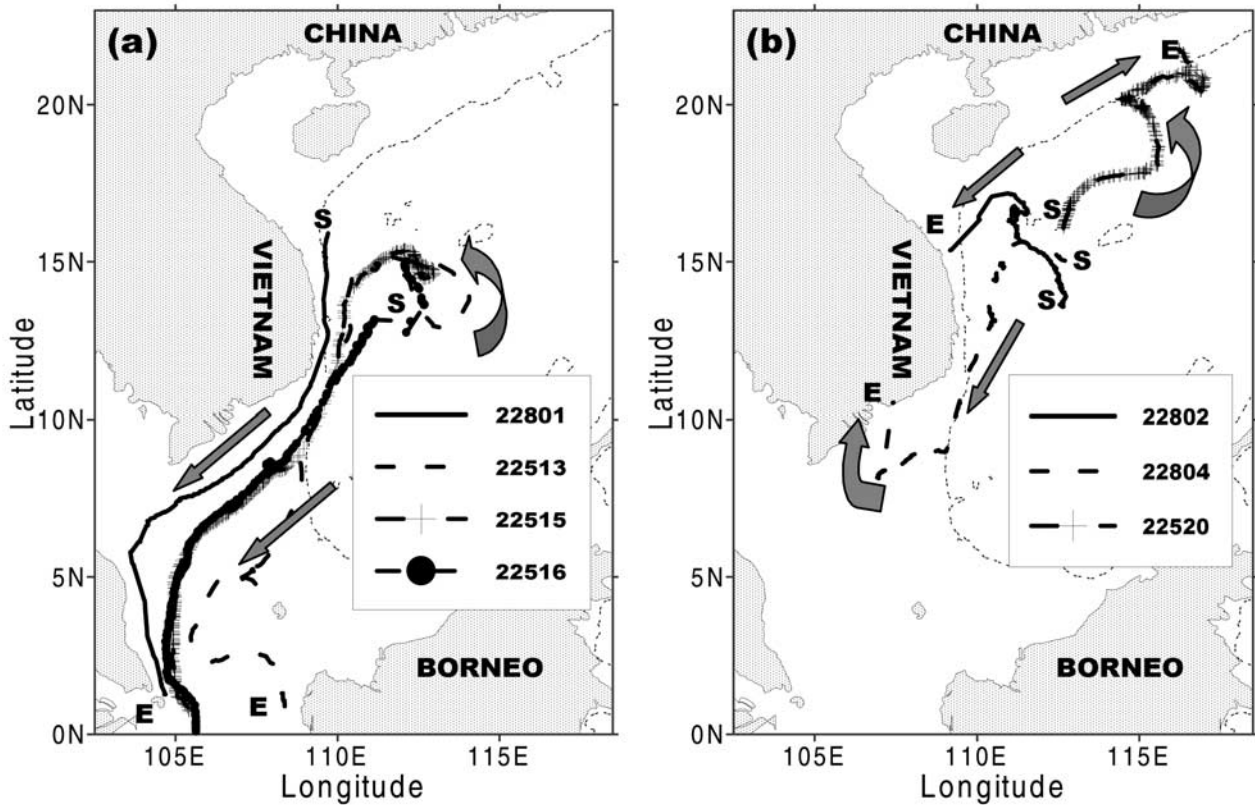 (a)
CHINA
20N
S
15N
VIETNAM
S
Latitude
10N
22801
22513
22515
22516
5N
BORNEO
E
E
0N
105E
110E
115E
Longitude
(b)
CHINA
E
20N
S
E
15N
VIETNAM
S
S
Latitude
10N
E
22802
22804
22520
5N
BORNEO
0N
105E
110E
115E
Longitude